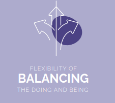 FLEXIBILITY OF
BALANCING
THE DOING AND BEING